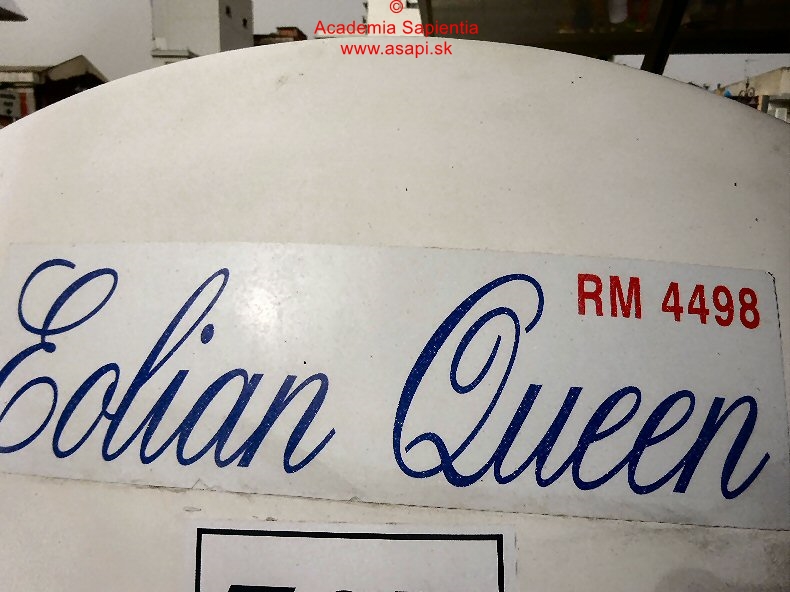 ©
Academia Sapientia
www.asapi.sk
RM 4498
Eolian Queen